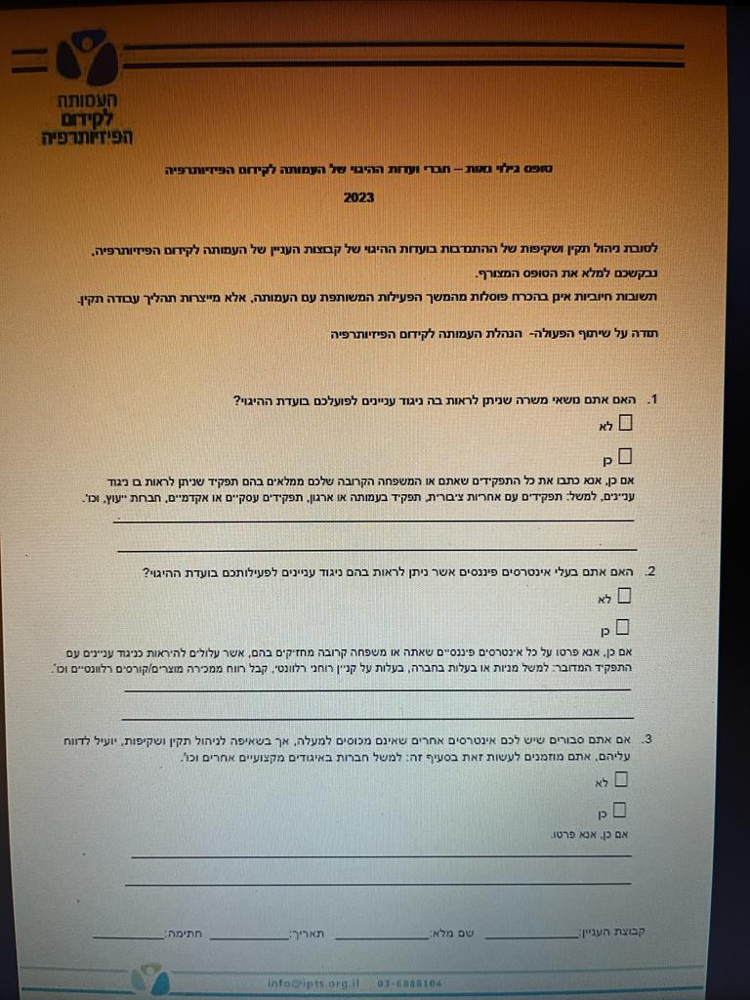 העמותה
לקידום
הפיזיותרפיה
טופס גילוי נאות – חברי ועדות ההיגוי של העמותה לקידום הפיזיותרפיה
2023
לטובת ניהול תקין ושקיפות של ההתנדבות בועדות ההיגוי של קבוצות העניין של העמותה לקידום הפיזיותרפיה,
נבקשכם למלא את הטופס המצורף.
תשובות חיוביות אינן בהכרח פוסלות מהמשך הפעילות המשותפת עם העמותה, אלא מייצרות תהליך עבודה תקין.
תודה על שיתוף הפעולה- הנהלת העמותה לקידום הפיזיותרפיה
1. האם אתם נושאי משרה שניתן לראות בה ניגוד עניינים לפועלכם בועדת ההיגוי?
לא
כן
אם כן, אנא כתבו את כל התפקידים שאתם או המשפחה הקרובה שלכם ממלאים בהם תפקיד שניתן לראות בו ניגוד
עניינים, למשל: תפקידים עם אחריות ציבורית, תפקיד בעמותה או ארגון, תפקידים עסקיים או אקדמיים, חברות ייעוץ, וכו'.
2. האם אתם בעלי אינטרסים פיננסים אשר ניתן לראות בהם ניגוד עניינים לפעילותכם בועדת ההיגוי?
לא
כן
אם כן, אנא פרטו על כל אינטרסים פיננסיים שאתה או משפחה קרובה מחזיקים בהם, אשר עלולים להיראות כניגוד עניינים עם
התפקיד המדובר: למשל מניות או בעלות בחברה, בעלות על קניין רוחני רלוונטי, קבל רווח ממכירה מוצרים/קורסים רלוונטיים וכו'.
3. אם אתם סבורים שיש לכם אינטרסים אחרים שאינם מכוסים למעלה, אך בשאיפה לניהול תקין ושקיפות, יועיל לדווח
עליהם, אתם מוזמנים לעשות זאת בסעיף זה: למשל חברות באיגודים מקצועיים אחרים וכו'.
לא
כן
אם כן, אנא פרטו.
קבוצת העניין:____________ שם מלא:____________ תאריך:__________ חתימה:_________
info@ipts.org.il 03-6888104